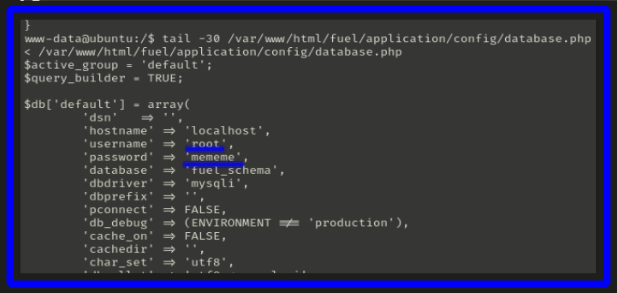 }
www-data@ubuntu:/$ tail -30 /var/www/html/fuel/application/config/database.php
< /var/www/html/fuel/application/config/database.php
$active_group = 'default';
$query_builder = TRUE;

$db['default'] = array(
        'dsn'   => '',
        'hostname' => 'localhost',
        'username' => 'root',
        'password' => 'mememe',
        'database' => 'fuel_schema',
        'dbdriver' => 'mysqli',
        'dbprefix' => '',
        'pconnect' => FALSE,
        'db_debug' => (ENVIRONMENT !== 'production'),
        'cache_on' => FALSE,
        'cachedir' => '',
        'char_set' => 'utf8',